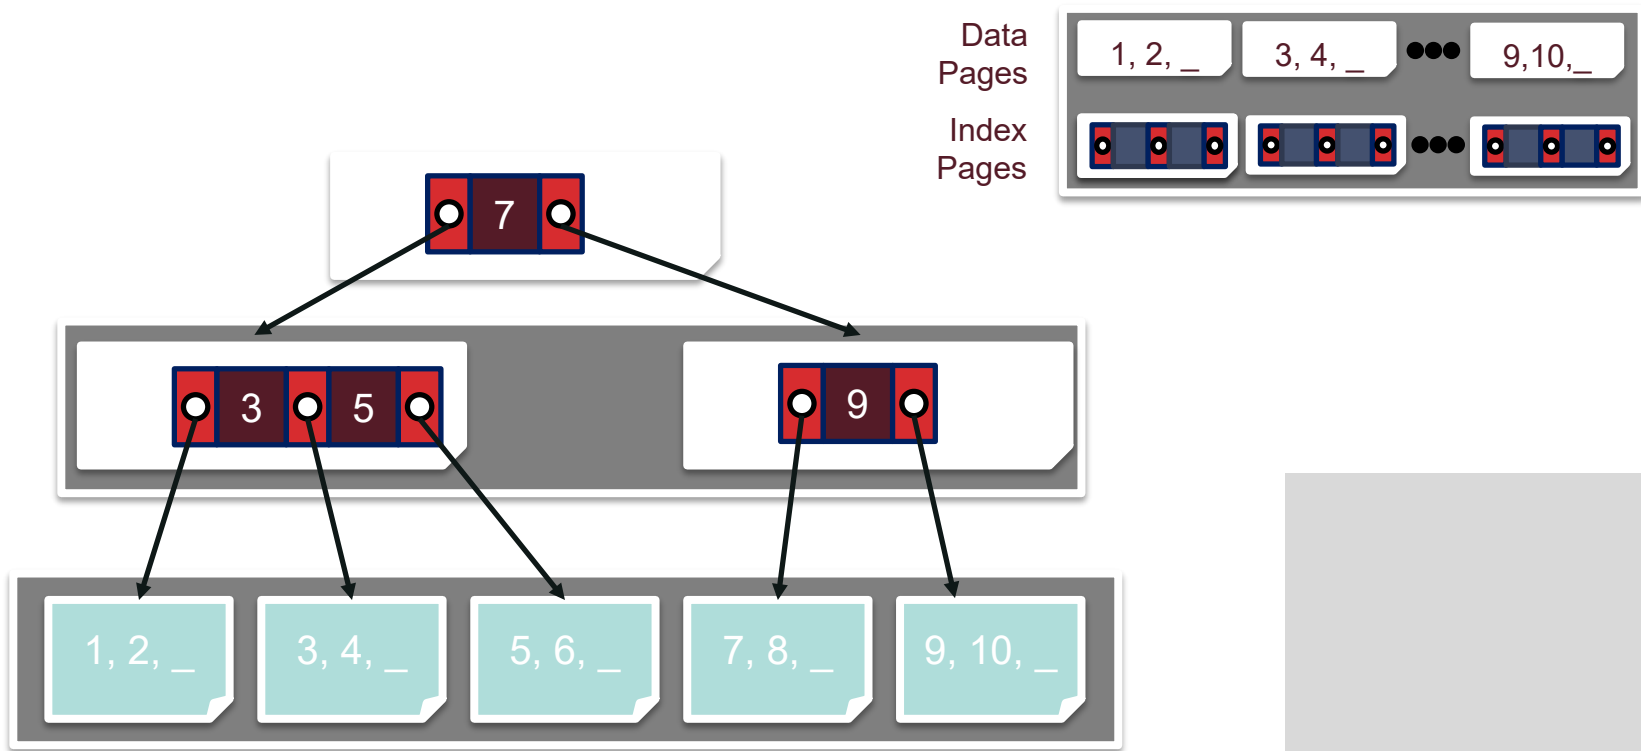 Data
Pages
1, 2, _
3, 4, _
9,10,_
Index
Pages
7
3
5
9
1, 2, _
3, 4, _
5, 6, _
7, 8, _
9, 10, _